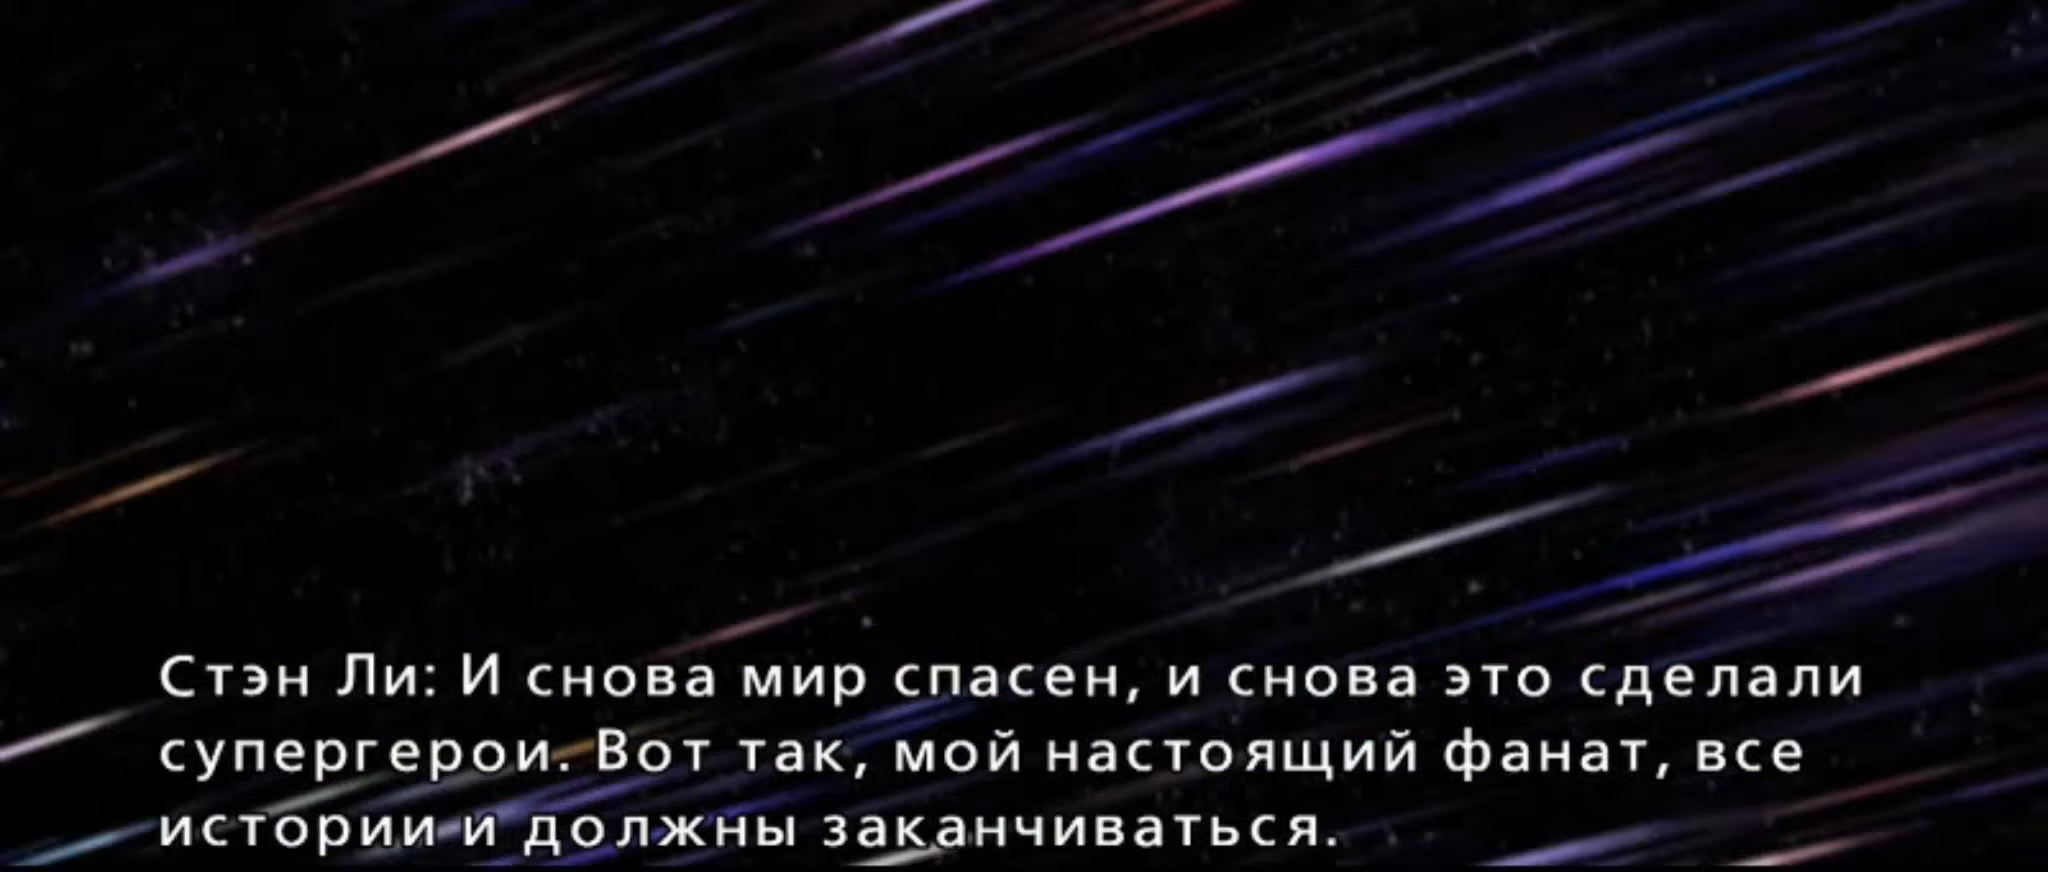 Стэн Ли: И снова мир спасен, и снова это сделали
супергерои. Вот так, мой настоящий фанат, все
истории и должны заканчиваться.